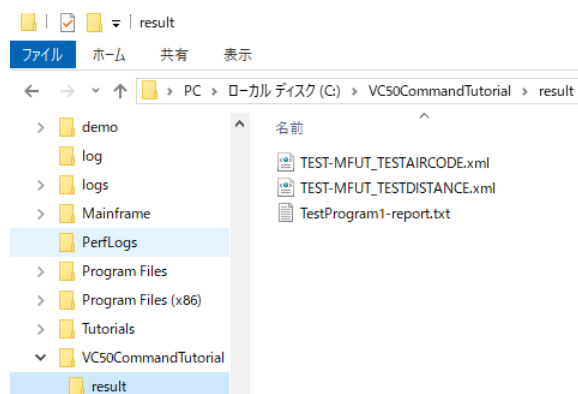 result
ファイル ホーム 共有 表示
PC › ローカル ディスク (C:) › VC50CommandTutorial › result
名前
demo
log
logs
Mainframe
PerfLogs
Program Files
Program Files (x86)
Tutorials
VC50CommandTutorial
result
TEST-MFUT_TESTAIRCODE.xml
TEST-MFUT_TESTDISTANCE.xml
TestProgram1-report.txt